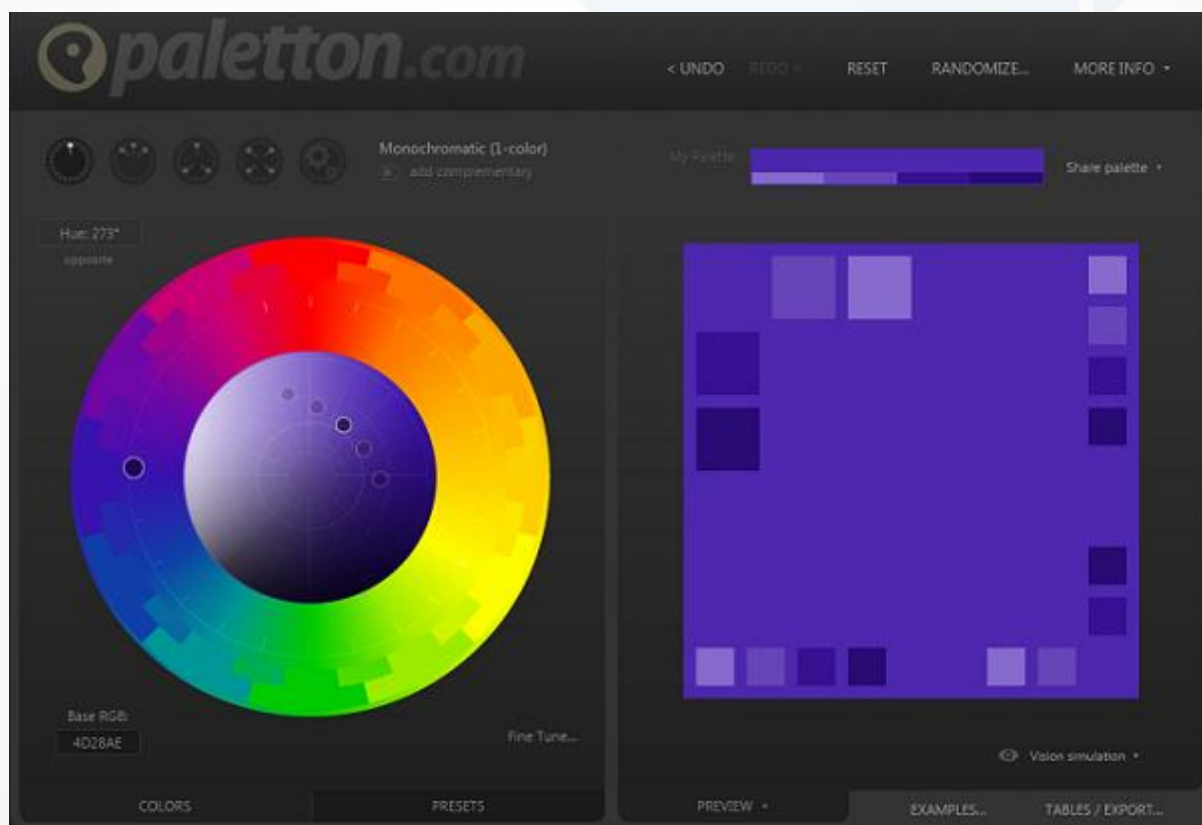 paletton.com
< UNDO REDO > RESET RANDOMIZE... MORE INFO
Monochromatic (1-color)
add complementary
My Palette:
Share palette
Hue: 273°
opposite
Base RGB:
4D28AE
Fine Tune...
Vision simulation
COLORS PRESETS PREVIEW EXAMPLES... TABLES / EXPORT...